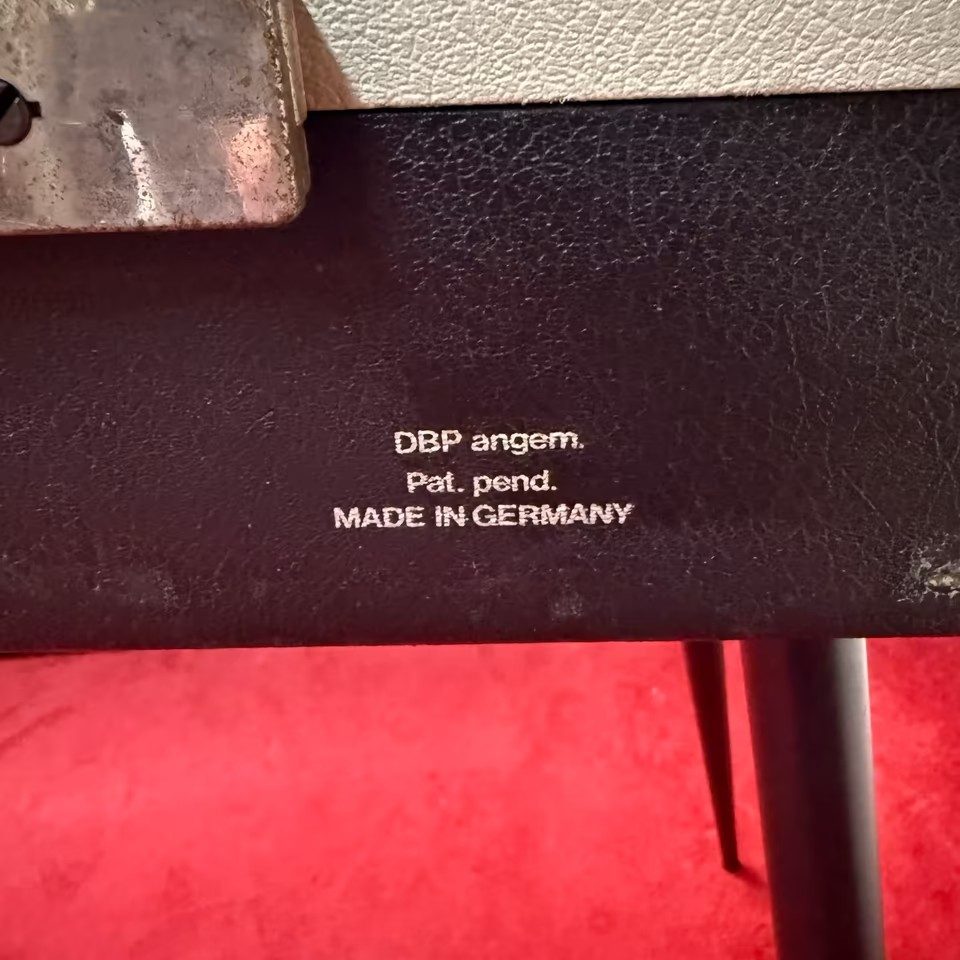 DBP angem.
Pat. pend.
MADE IN GERMANY